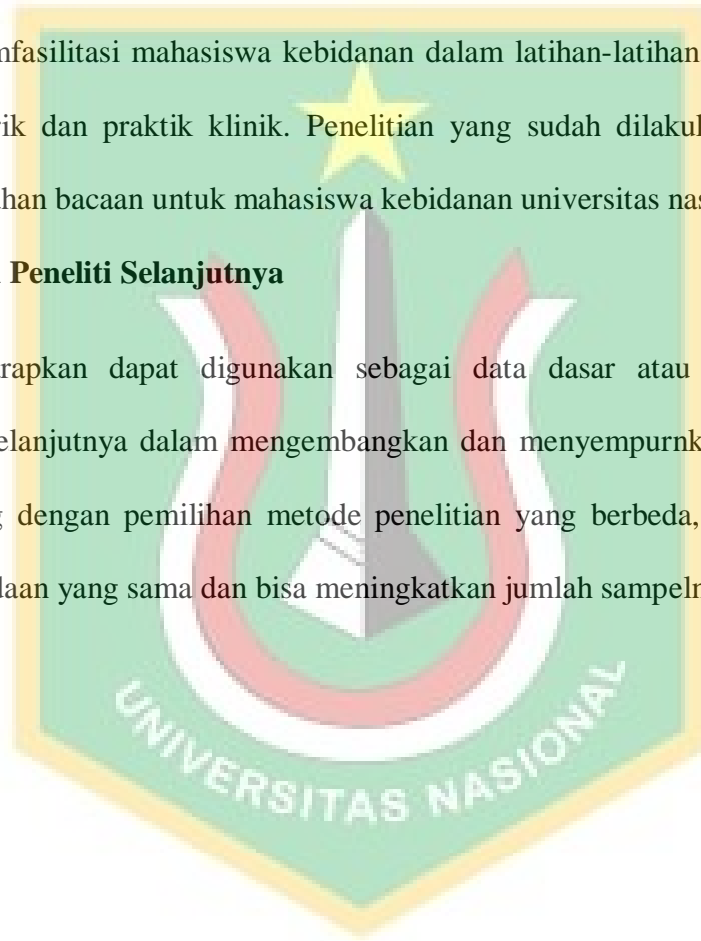 mfasilitasi mahasiswa kebidanan dalam latihan-latihan
rik dan praktik klinik. Penelitian yang sudah dilakuk
han bacaan untuk mahasiswa kebidanan universitas nas
Peneliti Selanjutnya
rapkan dapat digunakan sebagai data dasar atau
elanjutnya dalam mengembangkan dan menyempurnk
g dengan pemilihan metode penelitian yang berbeda,
daan yang sama dan bisa meningkatkan jumlah sampeln
UNIVERSITAS NASIONAL